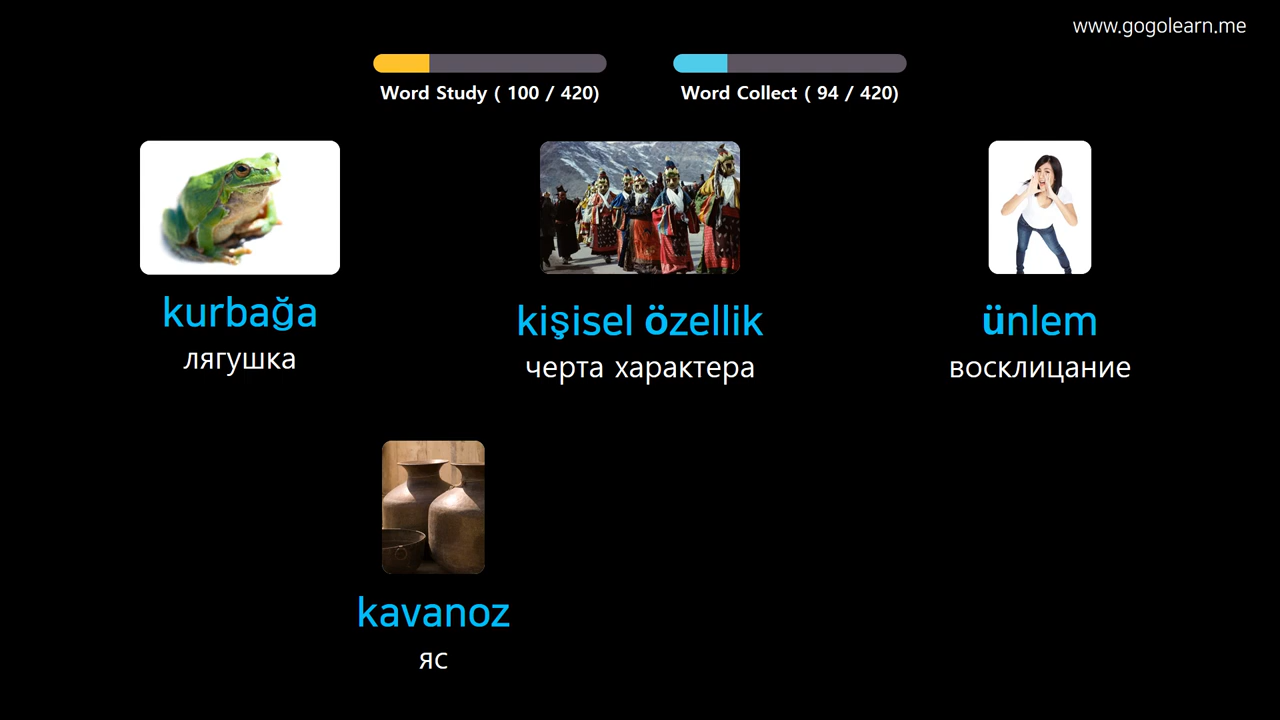 www.gogolearn.me
Word Study ( 100 / 420)
Word Collect ( 94 / 420)
kurbağa
лягушка
kişisel özellik
черта характера
ünlem
восклицание
kavanoz
яс